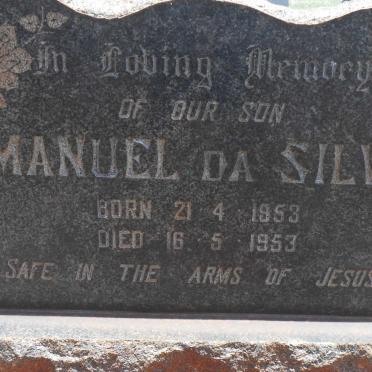 In Loving Memory
OF OUR SON
MANUEL DA SILV
BORN 21 4 1953
DIED 16 5 1953
SAFE IN THE ARMS OF JESUS